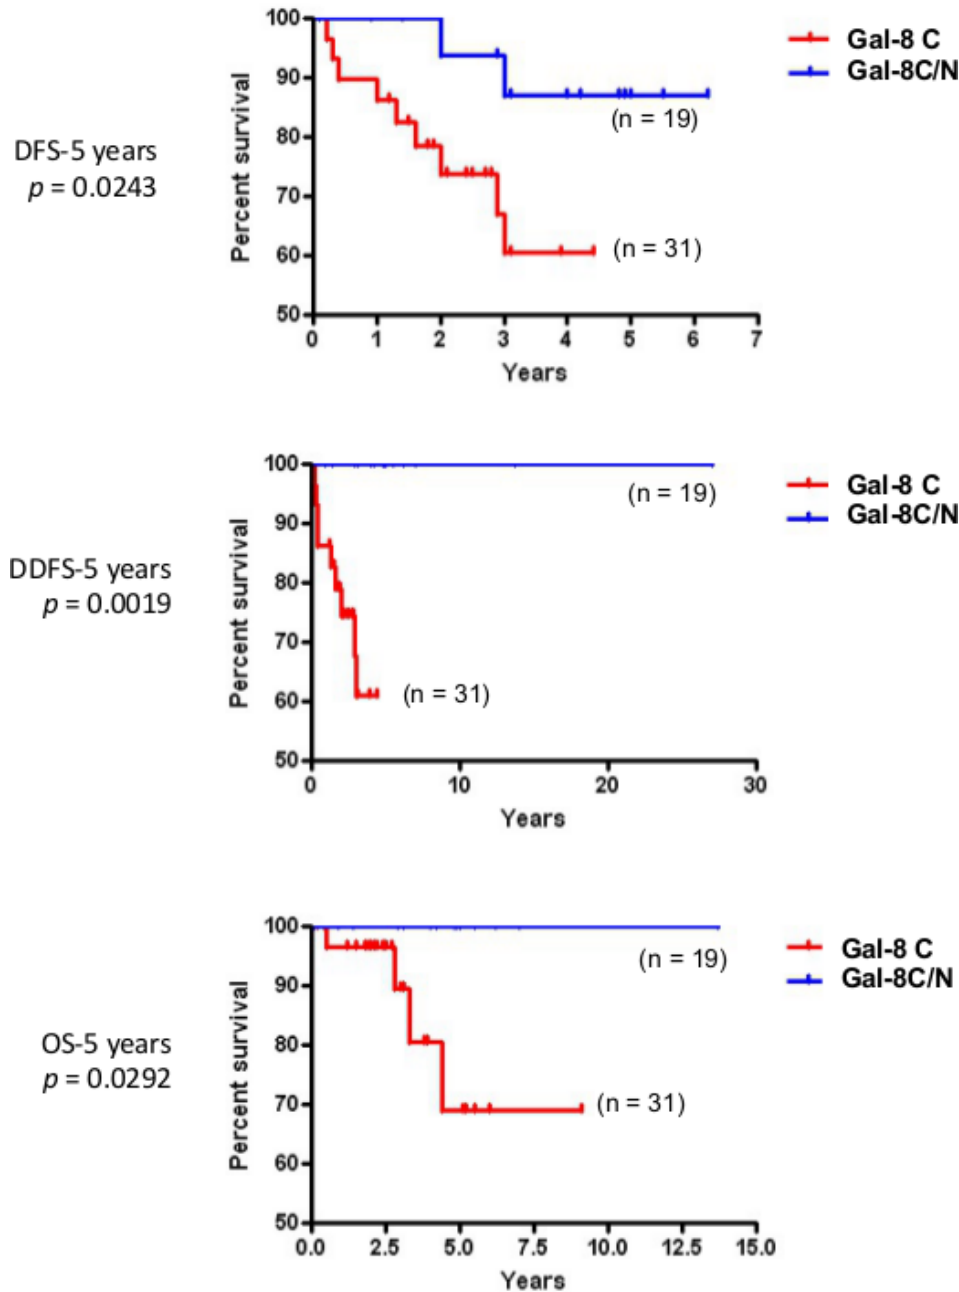 DFS-5 years
p = 0.0243
Percent survival
100
90
80
70
60
50
0 1 2 3 4 5 6 7
Years
(n = 19)
(n = 31)
Gal-8 C
Gal-8C/N
DDFS-5 years
p = 0.0019
Percent survival
100
90
80
70
60
50
0 10 20 30
Years
(n = 19)
(n = 31)
Gal-8 C
Gal-8C/N
OS-5 years
p = 0.0292
Percent survival
100
90
80
70
60
50
0.0 2.5 5.0 7.5 10.0 12.5 15.0
Years
(n = 19)
(n = 31)
Gal-8 C
Gal-8C/N